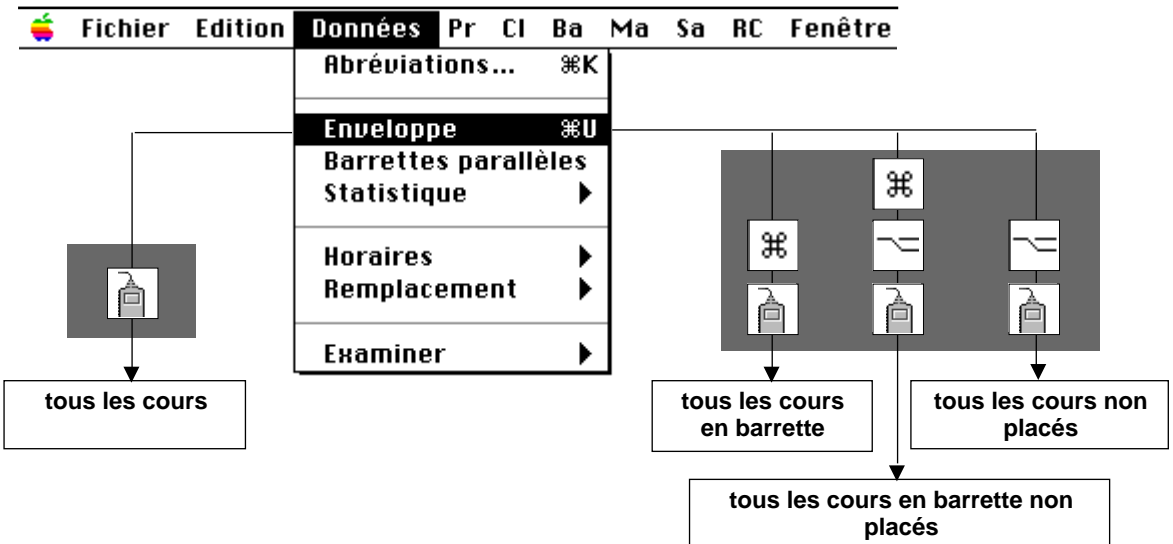 Fichier Edition Données Pr Cl Ba Ma Sa RC Fenêtre
Abréviations... ⌘K
Enveloppe ⌘U
Barrettes parallèles
Statistique
Horaires
Remplacement
Examiner
⌘
⌘
⌥
⌥
tous les cours
tous les cours
en barrette
tous les cours non
placés
tous les cours en barrette non
placés